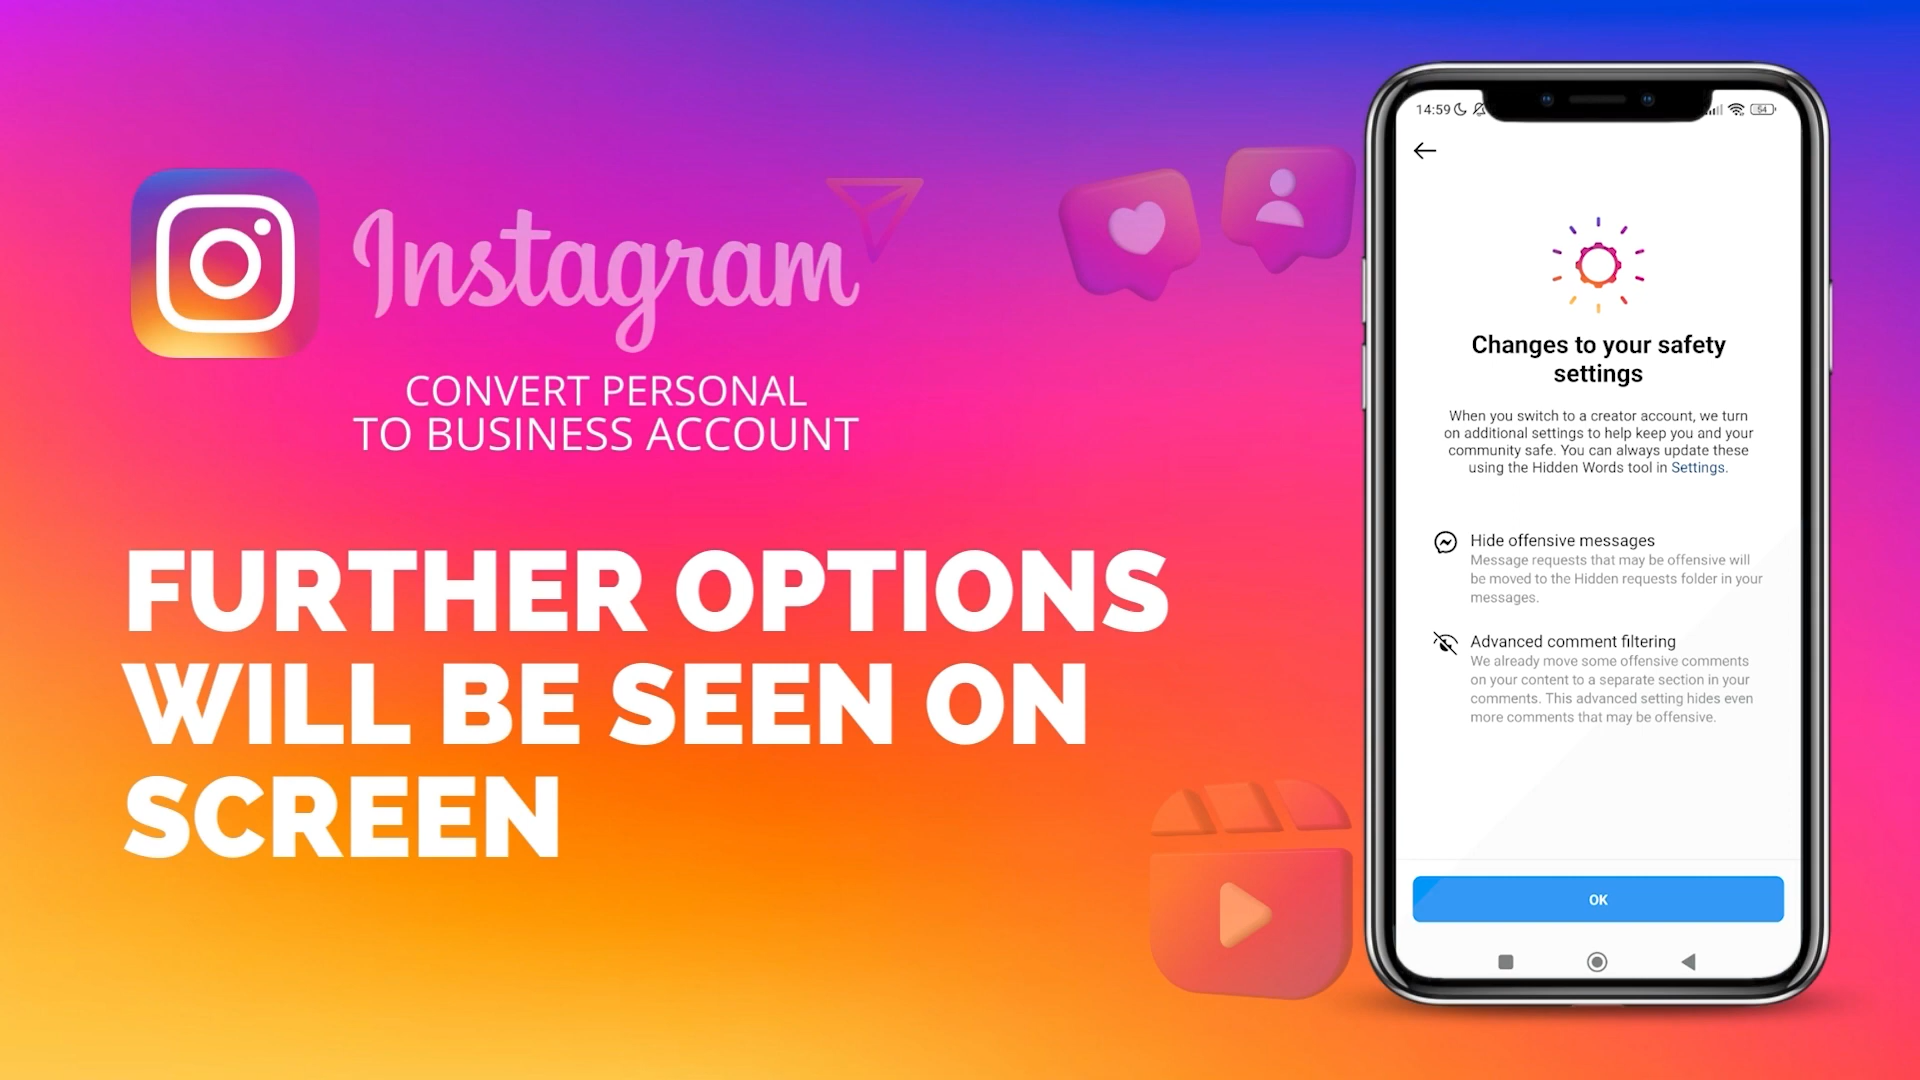 Instagram
CONVERT PERSONAL
TO BUSINESS ACCOUNT
FURTHER OPTIONS
WILL BE SEEN ON
SCREEN
14:59
54
Changes to your safety
settings
When you switch to a creator account, we turn
on additional settings to help keep you and your
community safe. You can always update these
using the Hidden Words tool in Settings.
Hide offensive messages
Message requests that may be offensive will
be moved to the Hidden requests folder in your
messages.
Advanced comment filtering
We already move some offensive comments
on your content to a separate section in your
comments. This advanced setting hides even
more comments that may be offensive.
OK